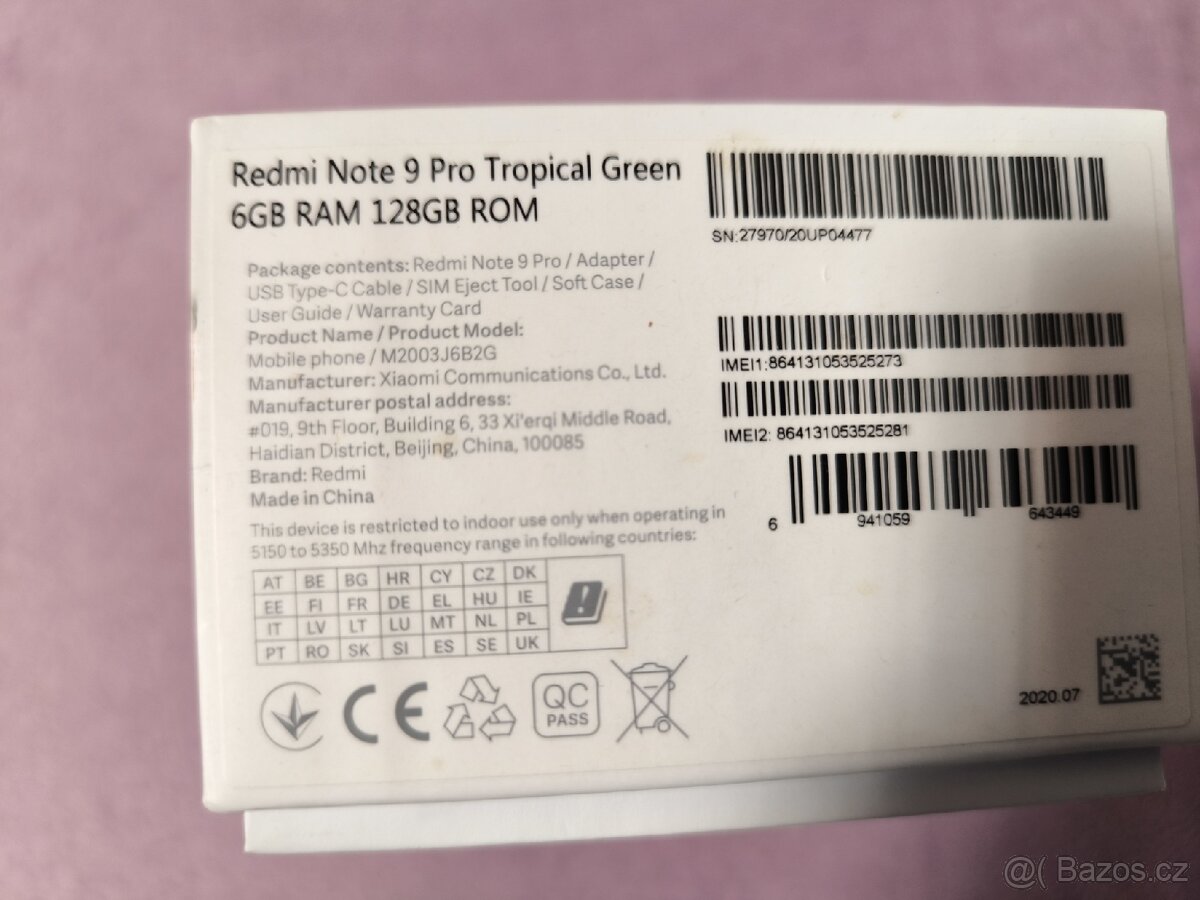 Redmi Note 9 Pro Tropical Green
6GB RAM 128GB ROM
Package contents: Redmi Note 9 Pro / Adapter /
USB Type-C Cable / SIM Eject Tool / Soft Case /
User Guide / Warranty Card
Product Name / Product Model:
Mobile phone / M2003J6B2G
Manufacturer: Xiaomi Communications Co., Ltd.
Manufacturer postal address:
#019, 9th Floor, Building 6, 33 Xi'erqi Middle Road,
Haidian District, Beijing, China, 100085
Brand: Redmi
Made in China
This device is restricted to indoor use only when operating in
5150 to 5350 Mhz frequency range in following countries:
AT BE BG HR CY CZ DK
EE FI FR DE EL HU IE
IT LV LT LU MT NL PL
PT RO SK SI ES SE UK
CE
QC
PASS
SN:27970/20UP04477
IMEI1:864131053525273
IMEI2: 864131053525281
6 941059 643449
2020.07
@( Bazos.cz